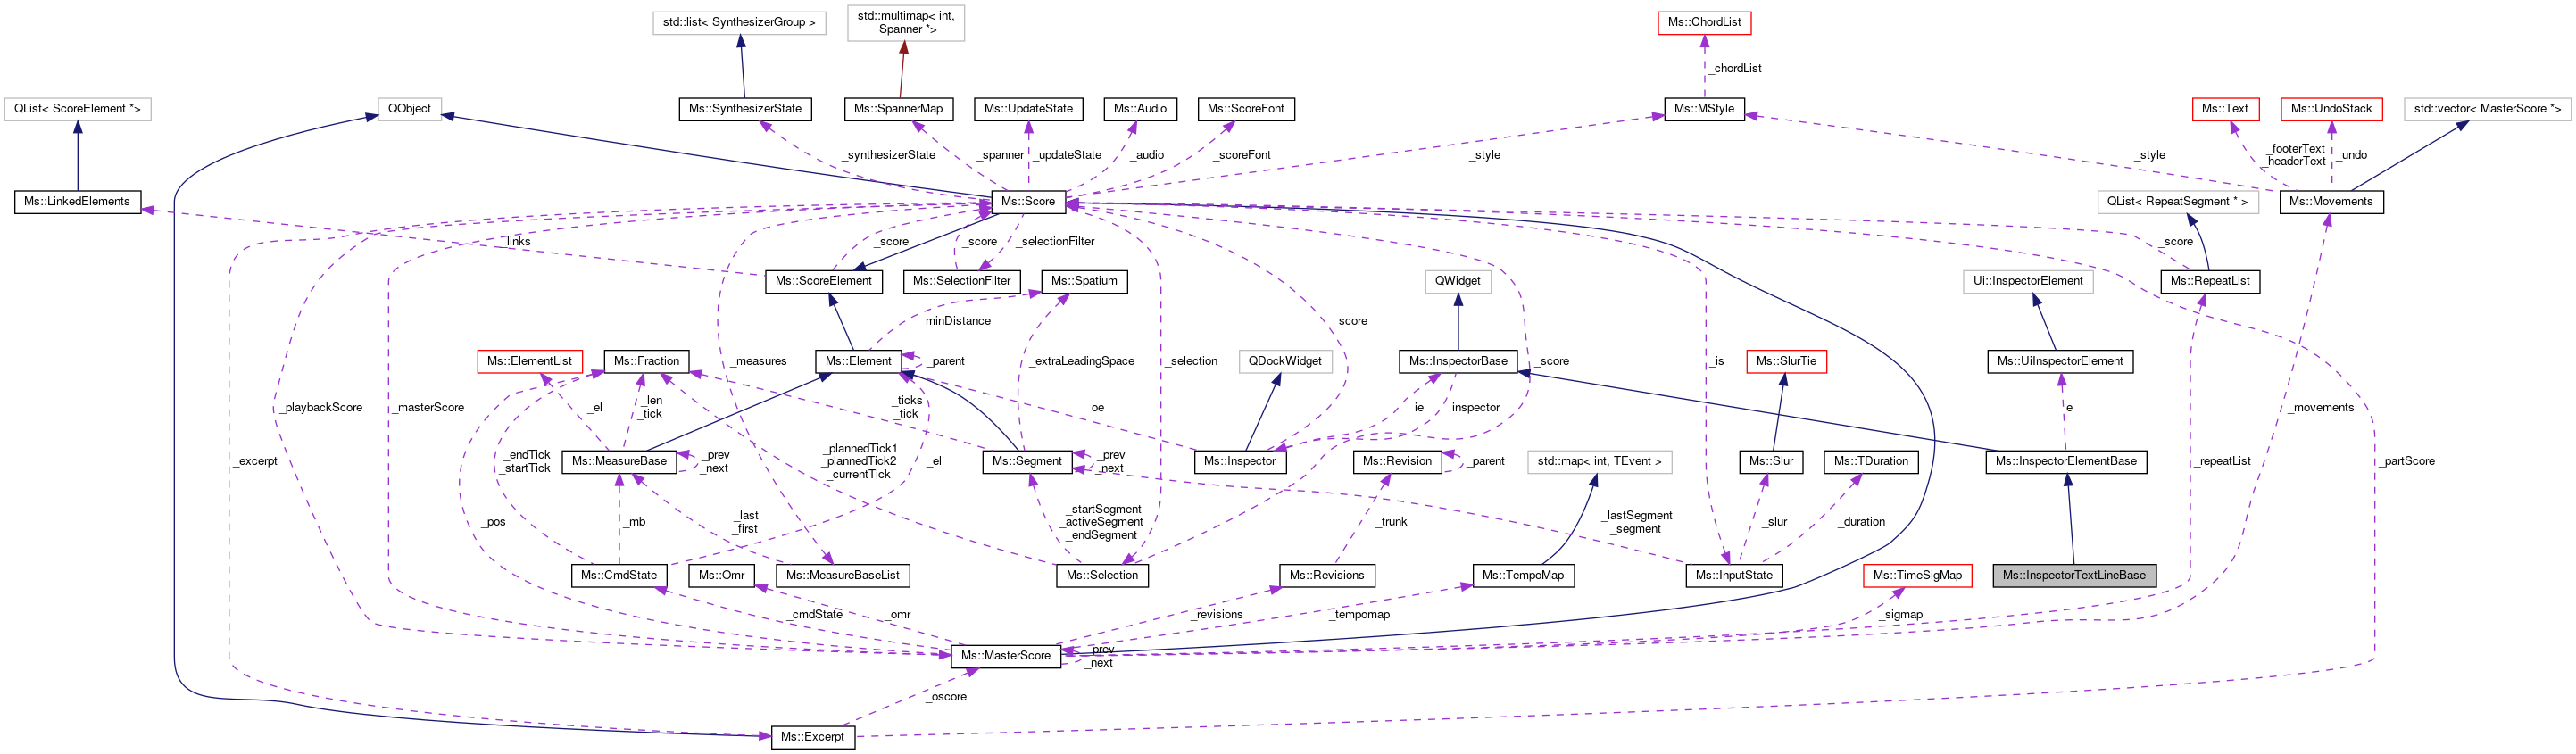 std::list< SynthesizerGroup >
std::multimap< int,
Spanner *>
Ms::ChordList
_chordList
QList< ScoreElement *>
QObject
Ms::SynthesizerState
Ms::SpannerMap
Ms::UpdateState
Ms::Audio
Ms::ScoreFont
Ms::MStyle
Ms::Text
Ms::UndoStack
std::vector< MasterScore *>
_synthesizerState
_spanner
_updateState
_audio
_scoreFont
_style
_style
_footerText
_headerText
_undo
Ms::LinkedElements
Ms::Score
QList< RepeatSegment * >
Ms::Movements
_links
_score
_score
_selectionFilter
_score
Ms::ScoreElement
Ms::SelectionFilter
Ms::Spatium
QWidget
Ui::InspectorElement
Ms::RepeatList
_minDistance
_score
Ms::ElementList
Ms::Fraction
_measures
Ms::Element
_parent
_extraLeadingSpace
_selection
QDockWidget
Ms::InspectorBase
_score
_is
Ms::SlurTie
Ms::UiInspectorElement
_playbackScore
_masterScore
_el
_len
_tick
_ticks
_tick
oe
ie
inspector
e
_movements
_excerpt
_endTick
_startTick
Ms::MeasureBase
_prev
_next
_plannedTick1
_plannedTick2
_currentTick
_el
Ms::Segment
_prev
_next
Ms::Inspector
Ms::Revision
_parent
std::map< int, TEvent >
Ms::Slur
Ms::TDuration
Ms::InspectorElementBase
_repeatList
_partScore
_pos
_mb
_last
_first
_startSegment
_activeSegment
_endSegment
_trunk
_lastSegment
_segment
_slur
_duration
Ms::CmdState
Ms::Omr
Ms::MeasureBaseList
Ms::Selection
Ms::Revisions
Ms::TempoMap
Ms::InputState
Ms::TimeSigMap
Ms::InspectorTextLineBase
_cmdState
_omr
_revisions
_tempomap
_sigmap
Ms::MasterScore
_prev
_next
_oscore
Ms::Excerpt